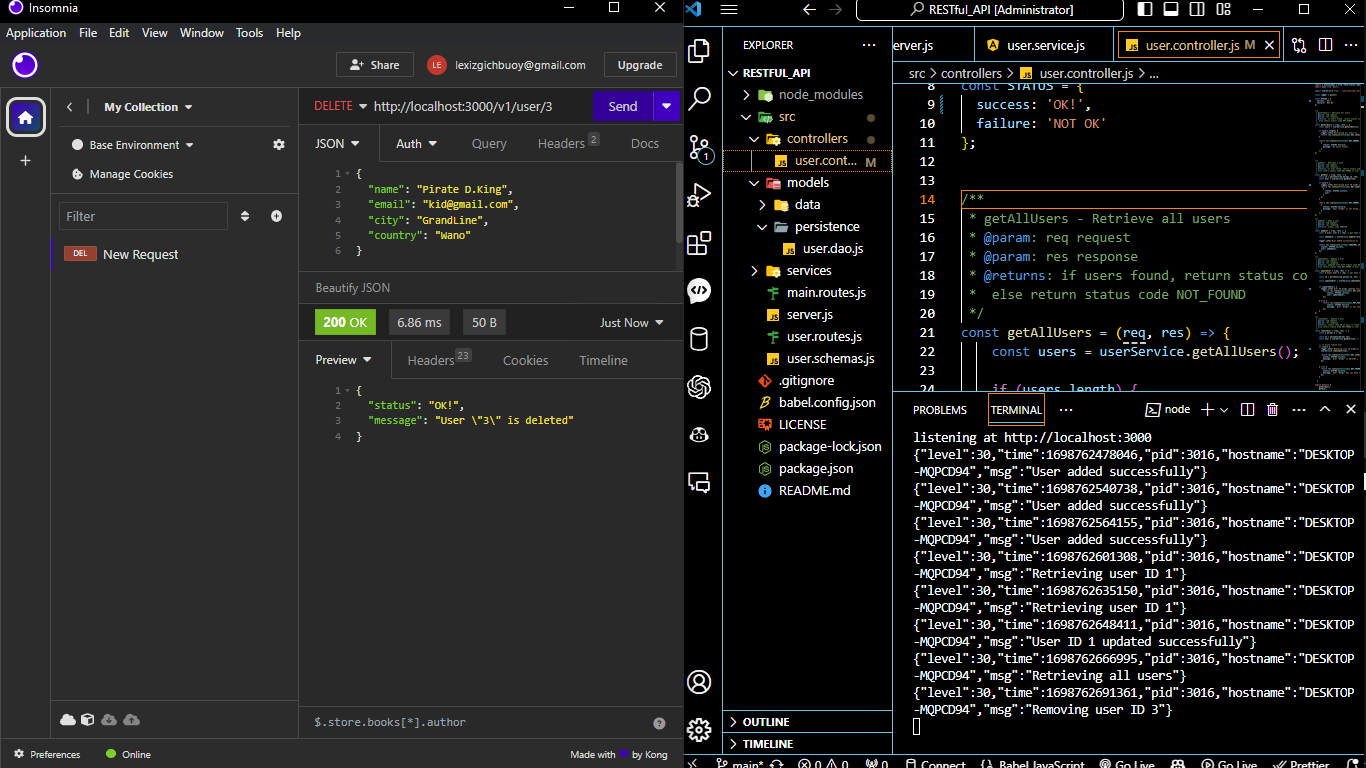 Insomnia
Application File Edit View Window Tools Help
Share
LE lexizgichbuoy@gmail.com
Upgrade
My Collection
Base Environment
Manage Cookies
Filter
DEL New Request
DELETE http://localhost:3000/v1/user/3 Send
JSON Auth Query Headers 2 Docs
1 {
2 "name": "Pirate D.King",
3 "email": "kid@gmail.com",
4 "city": "GrandLine",
5 "country": "Wano"
6 }
Beautify JSON
200 OK 6.86 ms 50 B Just Now
Preview Headers 23 Cookies Timeline
1 {
2 "status": "OK!",
3 "message": "User \"3\" is deleted"
4 }
$.store.books[*].author
Preferences Online Made with by Kong
RESTful_API [Administrator]
EXPLORER
RESTFUL_API
node_modules
src
controllers
user.cont... M
models
data
persistence
user.dao.js
services
main.routes.js
server.js
user.routes.js
user.schemas.js
.gitignore
babel.config.json
LICENSE
package-lock.json
package.json
README.md
OUTLINE
TIMELINE
erver.js user.service.js user.controller.js M
src > controllers > user.controller.js > ...
8 const STATUS = {
9 success: 'OK!',
10 failure: 'NOT OK'
11 };
12
13
14 /**
15 * getAllUsers - Retrieve all users
16 * @param: req request
17 * @param: res response
18 * @returns: if users found, return status co
19 * else return status code NOT_FOUND
20 */
21 const getAllUsers = (req, res) => {
22 const users = userService.getAllUsers();
23
24 if (users.length) {
PROBLEMS TERMINAL ... node
listening at http://localhost:3000
{"level":30,"time":1698762478046,"pid":3016,"hostname":"DESKTOP
-MQPCD94","msg":"User added successfully"}
{"level":30,"time":1698762540738,"pid":3016,"hostname":"DESKTOP
-MQPCD94","msg":"User added successfully"}
{"level":30,"time":1698762564155,"pid":3016,"hostname":"DESKTOP
-MQPCD94","msg":"User added successfully"}
{"level":30,"time":1698762601308,"pid":3016,"hostname":"DESKTOP
-MQPCD94","msg":"Retrieving user ID 1"}
{"level":30,"time":1698762635150,"pid":3016,"hostname":"DESKTOP
-MQPCD94","msg":"Retrieving user ID 1"}
{"level":30,"time":1698762648411,"pid":3016,"hostname":"DESKTOP
-MQPCD94","msg":"User ID 1 updated successfully"}
{"level":30,"time":1698762666995,"pid":3016,"hostname":"DESKTOP
-MQPCD94","msg":"Retrieving all users"}
{"level":30,"time":1698762691361,"pid":3016,"hostname":"DESKTOP
-MQPCD94","msg":"Removing user ID 3"}
1
main* 0 0 0 Connect Babel JavaScript Go Live Go Live Prettier